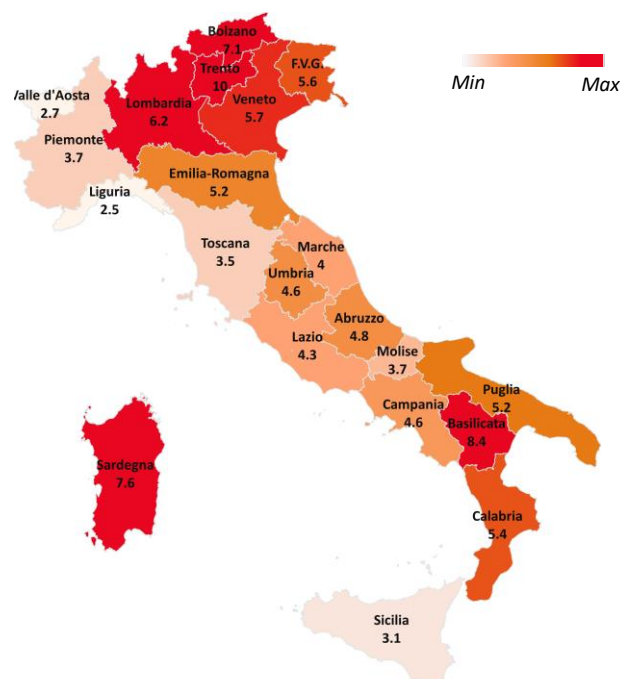 Bolzano
7.1
F.V.G.
5.6
Trento
10
Min
Max
Valle d'Aosta
2.7
Lombardia
6.2
Veneto
5.7
Piemonte
3.7
Emilia-Romagna
5.2
Liguria
2.5
Toscana
3.5
Marche
4
Umbria
4.6
Abruzzo
4.8
Lazio
4.3
Molise
3.7
Puglia
5.2
Campania
4.6
Basilicata
8.4
Sardegna
7.6
Calabria
5.4
Sicilia
3.1